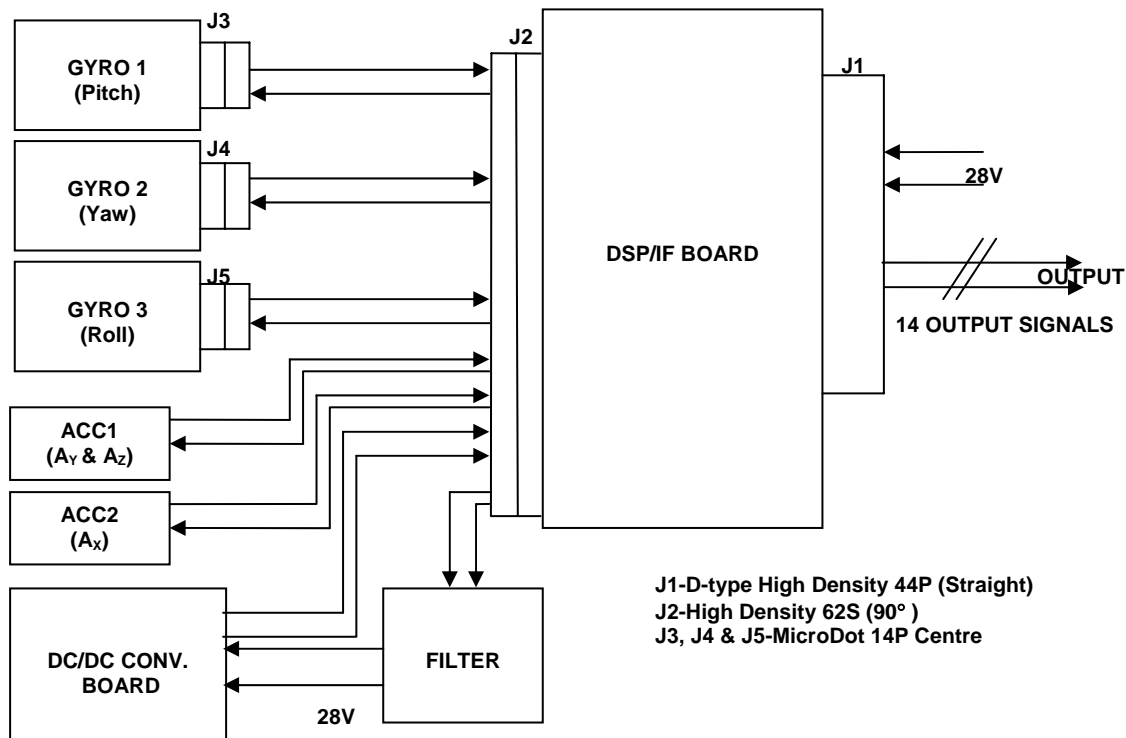 J3
GYRO 1
(Pitch)
J2
J1
J4
GYRO 2
(Yaw)
28V
DSP/IF BOARD
J5
GYRO 3
(Roll)
OUTPUT
14 OUTPUT SIGNALS
ACC1
(AY & AZ)
ACC2
(AX)
J1-D-type High Density 44P (Straight)
J2-High Density 62S (90° )
J3, J4 & J5-MicroDot 14P Centre
DC/DC CONV.
BOARD
FILTER
28V